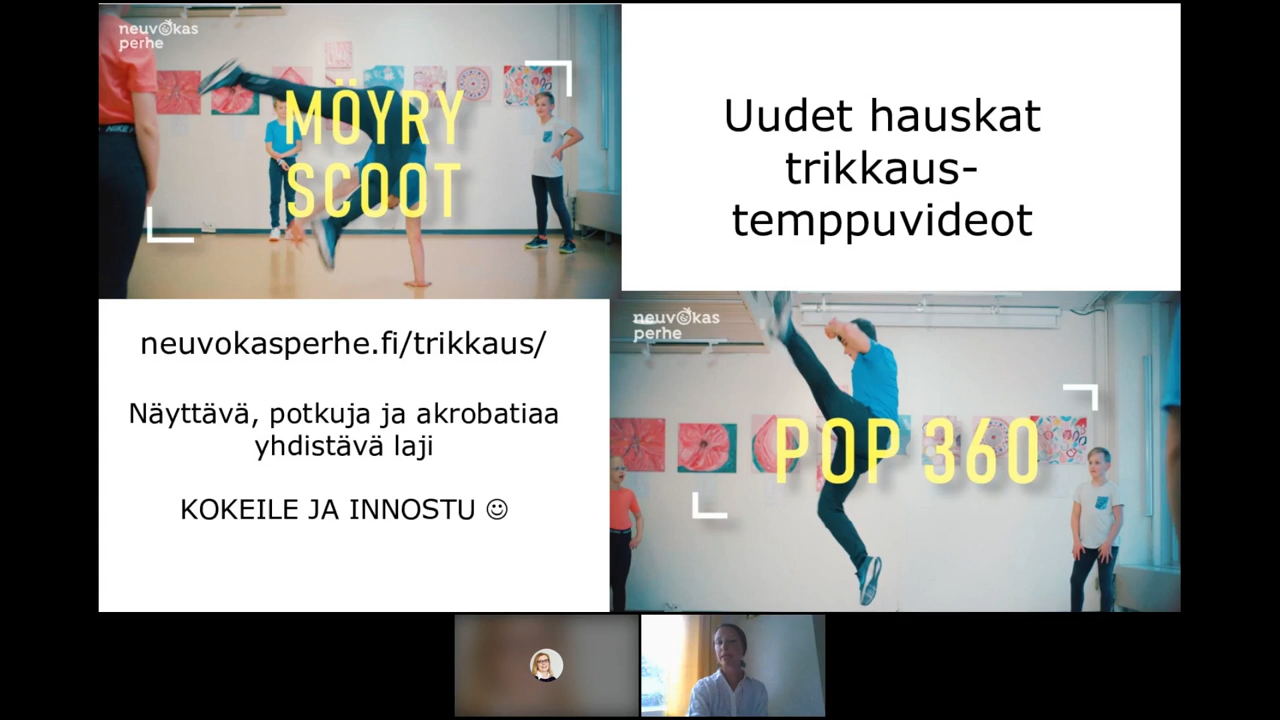 neuvokas
perhe
NIKE
MÖYRY
SCOOT
Uudet hauskat
trikkaus-
temppuvideot
neuvokasperhe.fi/trikkaus/
Näyttävä, potkuja ja akrobatiaa
yhdistävä laji
KOKEILE JA INNOSTU ☺
neuvokas
perhe
POP 360